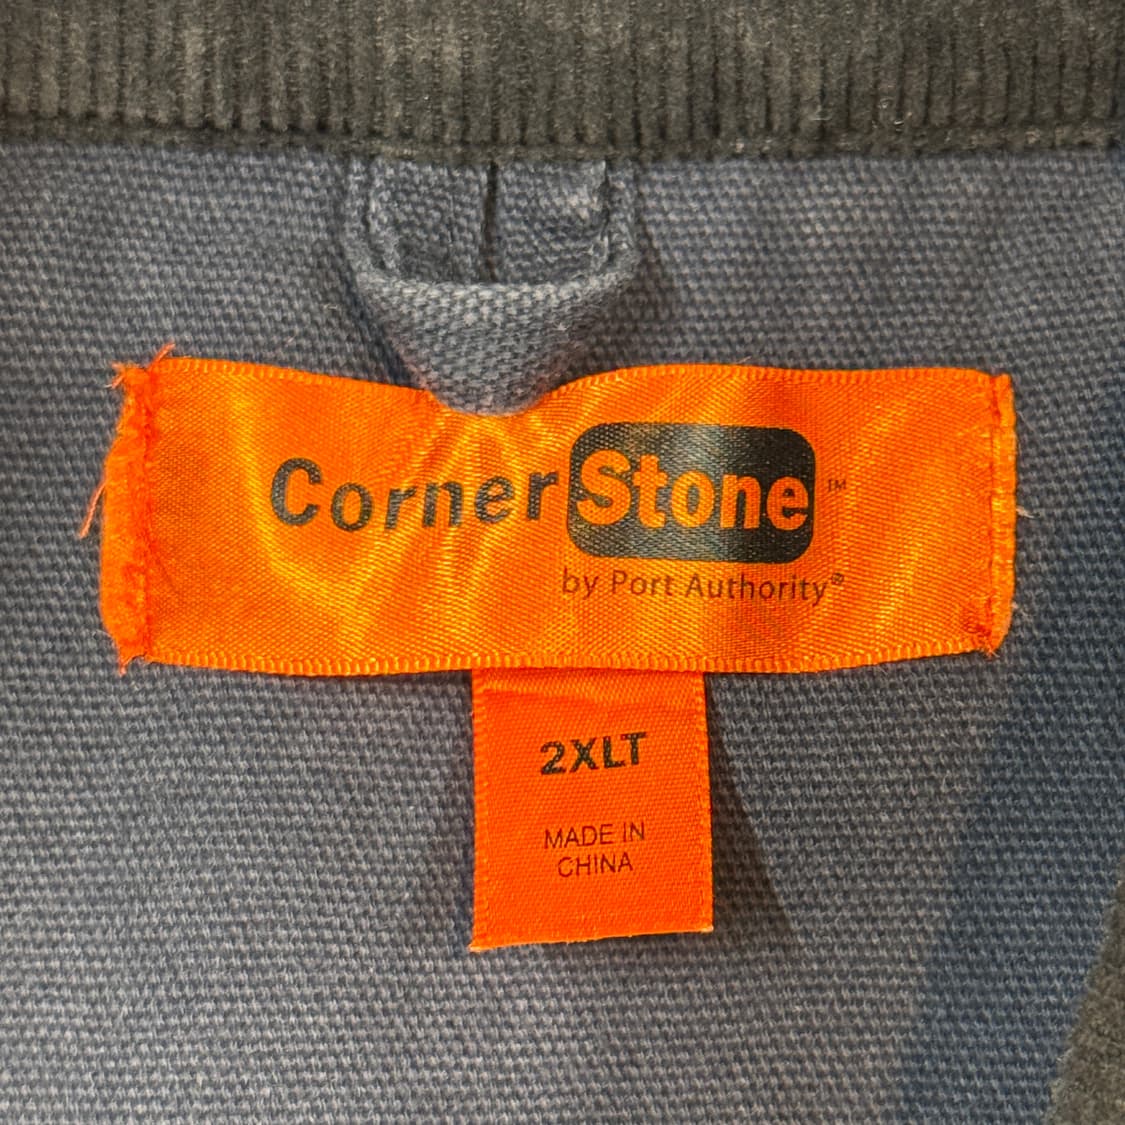 CornerStone™
by Port Authority®
2XLT
MADE IN
CHINA